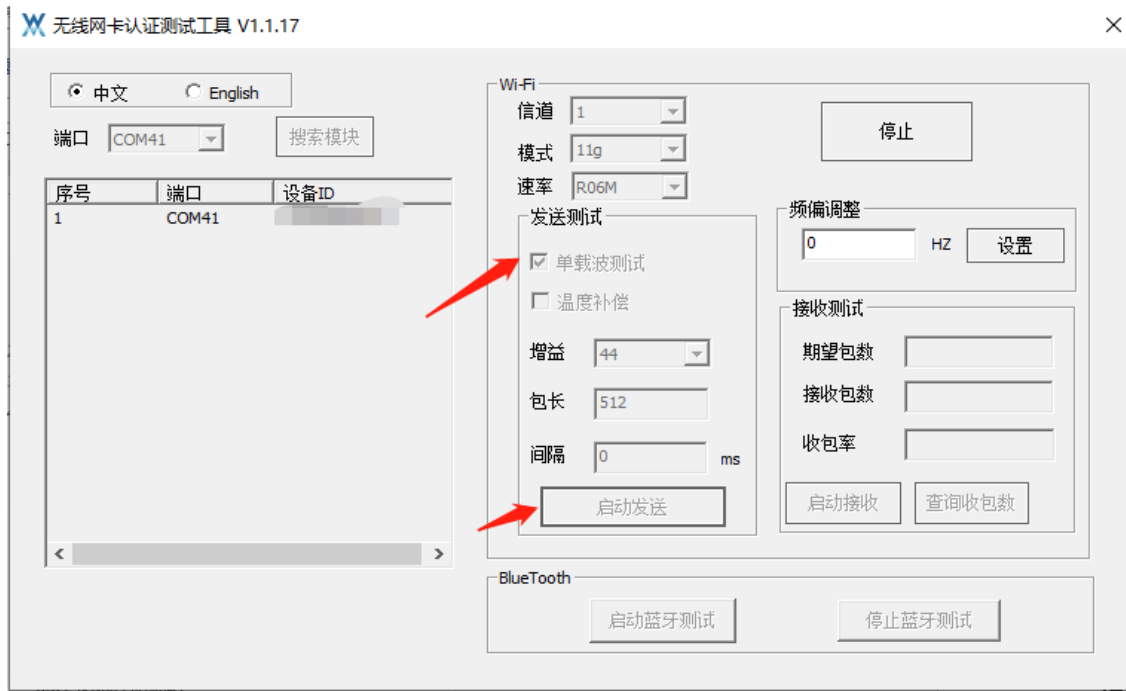 无线网卡认证测试工具 V1.1.17
中文 English
端口 COM41 搜索模块
序号 端口 设备ID
1 COM41
Wi-Fi
信道 1
模式 11g
速率 R06M
停止
发送测试
单载波测试
温度补偿
增益 44
包长 512
间隔 0 ms
启动发送
频偏调整
0 HZ 设置
接收测试
期望包数
接收包数
收包率
启动接收 查询收包数
BlueTooth
启动蓝牙测试 停止蓝牙测试